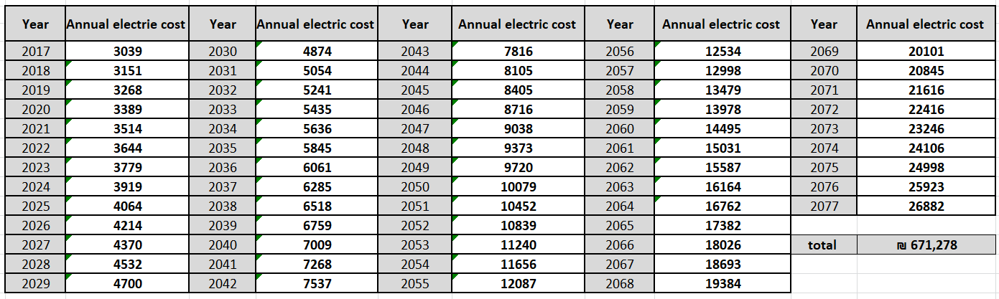 Year Annual electrie cost Year Annual electric cost Year Annual electric cost Year Annual electric cost Year Annual electric cost
2017 3039 2030 4874 2043 7816 2056 12534 2069 20101
2018 3151 2031 5054 2044 8105 2057 12998 2070 20845
2019 3268 2032 5241 2045 8405 2058 13479 2071 21616
2020 3389 2033 5435 2046 8716 2059 13978 2072 22416
2021 3514 2034 5636 2047 9038 2060 14495 2073 23246
2022 3644 2035 5845 2048 9373 2061 15031 2074 24106
2023 3779 2036 6061 2049 9720 2062 15587 2075 24998
2024 3919 2037 6285 2050 10079 2063 16164 2076 25923
2025 4064 2038 6518 2051 10452 2064 16762 2077 26882
2026 4214 2039 6759 2052 10839 2065 17382
2027 4370 2040 7009 2053 11240 2066 18026 total ₪ 671,278
2028 4532 2041 7268 2054 11656 2067 18693
2029 4700 2042 7537 2055 12087 2068 19384